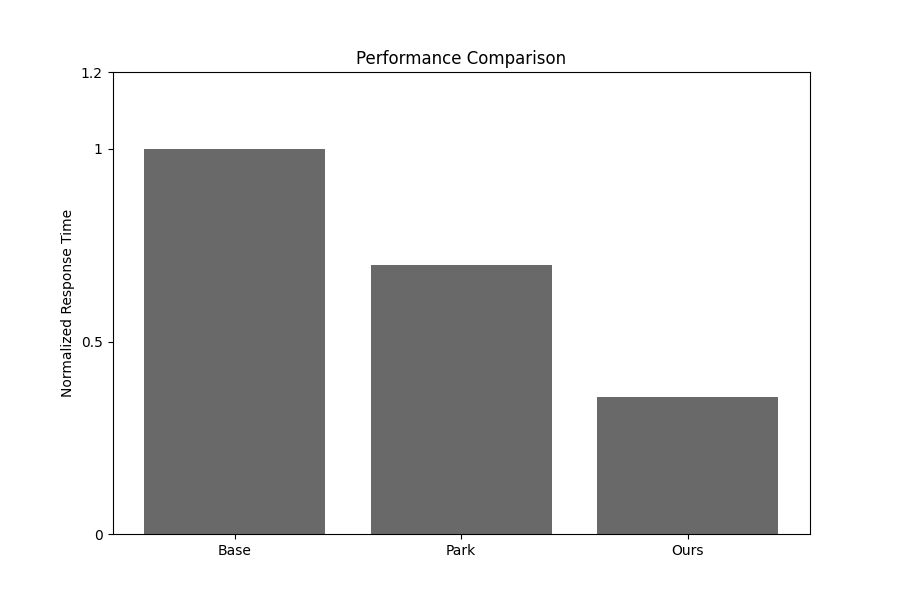 Performance Comparison
1.2
1
0.5
0
Normalized Response Time
Base
Park
Ours